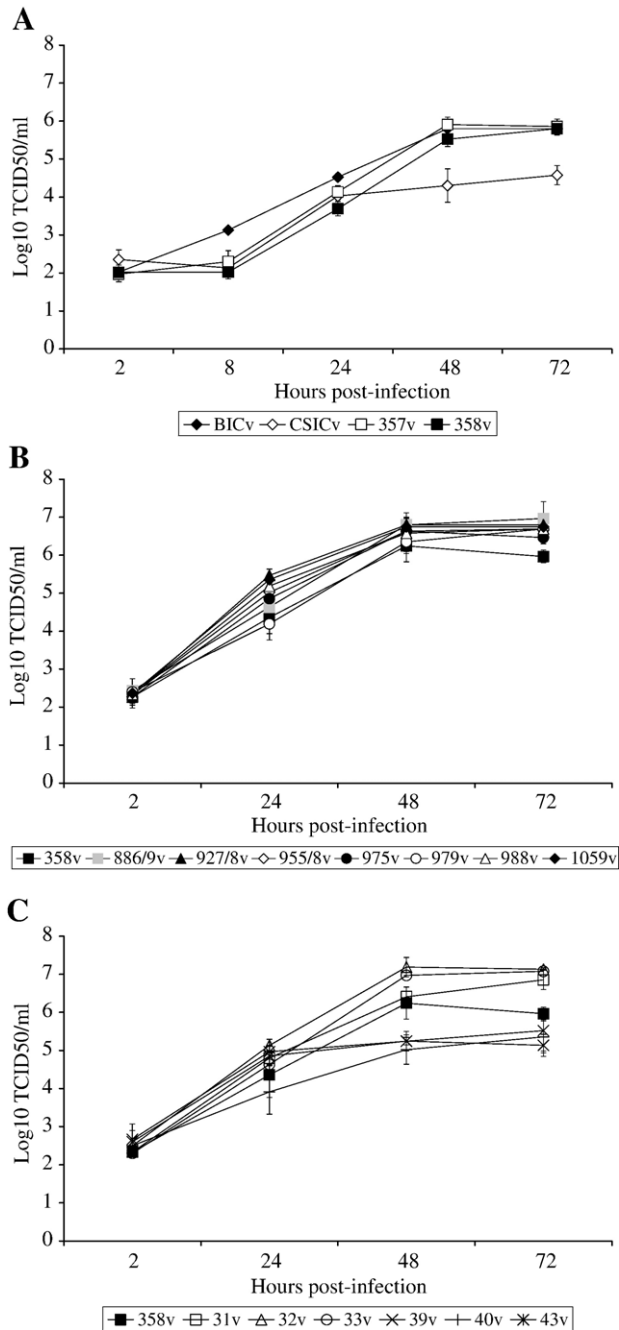 A
8
7
6
5
4
3
2
1
0
Log10 TCID50/ml
2 8 24 48 72
Hours post-infection
BICv CSICv 357v 358v
B
8
7
6
5
4
3
2
1
0
Log10 TCID50/ml
2 24 48 72
Hours post-infection
358v 886/9v 927/8v 955/8v 975v 979v 988v 1059v
C
8
7
6
5
4
3
2
1
0
Log10 TCID50/ml
2 24 48 72
Hours post-infection
358v 31v 32v 33v 39v 40v 43v